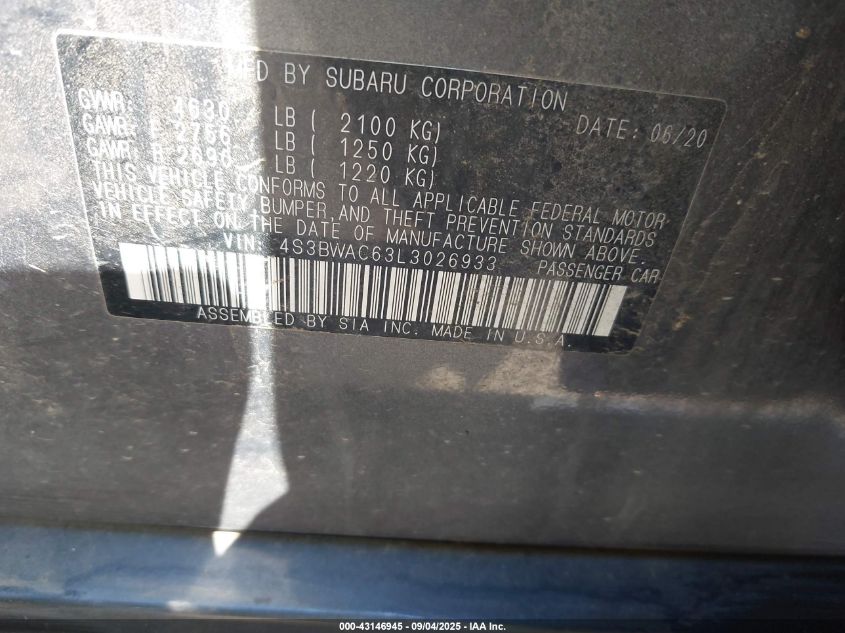 MFD BY SUBARU CORPORATION
DATE: 06/20
GVWR: 4630 LB ( 2100 KG)
GAWR: F 2756 LB ( 1250 KG)
GAWR: R 2690 LB ( 1220 KG)
THIS VEHICLE CONFORMS TO ALL APPLICABLE FEDERAL MOTOR
VEHICLE SAFETY, BUMPER, AND THEFT PREVENTION STANDARDS
IN EFFECT ON THE DATE OF MANUFACTURE SHOWN ABOVE.
VIN: 4S3BWAC63L3026933 PASSENGER CAR
ASSEMBLED BY SIA INC. MADE IN U.S.A.
000-43146945 - 09/04/2025 - IAA Inc.